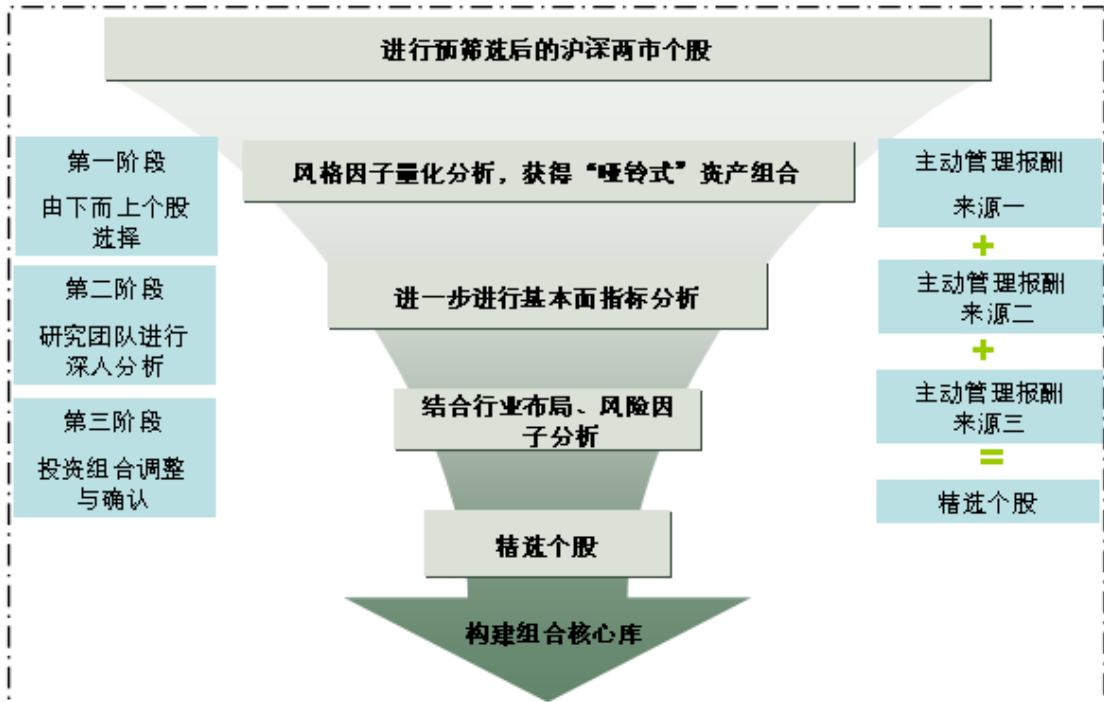 进行预筛选后的沪深两市个股
第一阶段
由下而上个股
选择
风格因子量化分析，获得“哑铃式”资产组合
主动管理报酬
来源一
+
第二阶段
研究团队进行
深人分析
进一步进行基本面指标分析
主动管理报酬
来源二
+
第三阶段
投资组合调整
与确认
结合行业布局、风险因
子分析
主动管理报酬
来源三
=
精选个股
精选个股
构建组合核心库